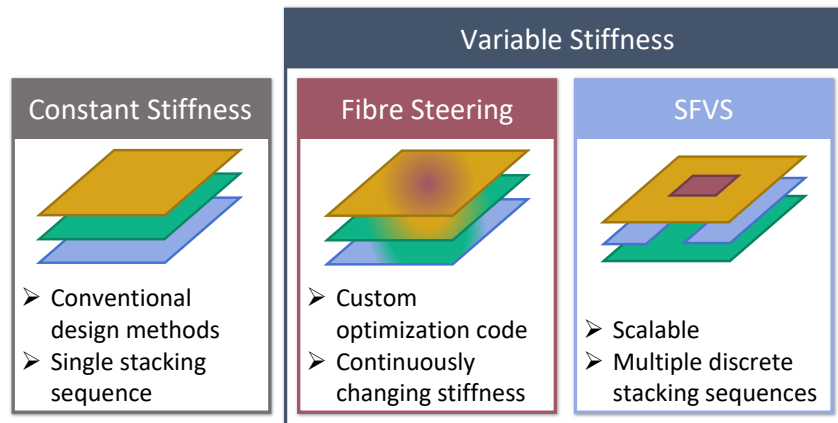 Variable Stiffness
Constant Stiffness
➢ Conventional
design methods
➢ Single stacking
sequence
Fibre Steering
➢ Custom
optimization code
➢ Continuously
changing stiffness
SFVS
➢ Scalable
➢ Multiple discrete
stacking sequences